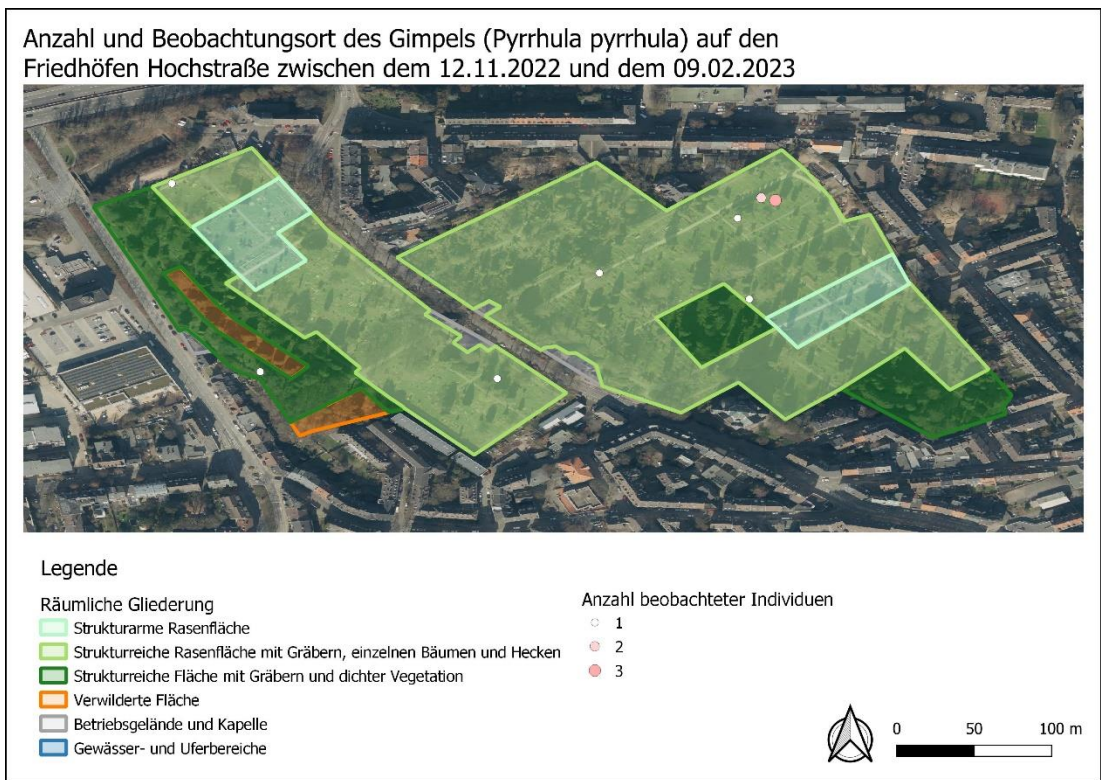 Anzahl und Beobachtungsort des Gimpels (Pyrrhula pyrrhula) auf den
Friedhöfen Hochstraße zwischen dem 12.11.2022 und dem 09.02.2023
Legende
Räumliche Gliederung
Strukturarme Rasenfläche
Strukturreiche Rasenfläche mit Gräbern, einzelnen Bäumen und Hecken
Strukturreiche Fläche mit Gräbern und dichter Vegetation
Verwilderte Fläche
Betriebsgelände und Kapelle
Gewässer- und Uferbereiche
Anzahl beobachteter Individuen
1
2
3
0 50 100 m